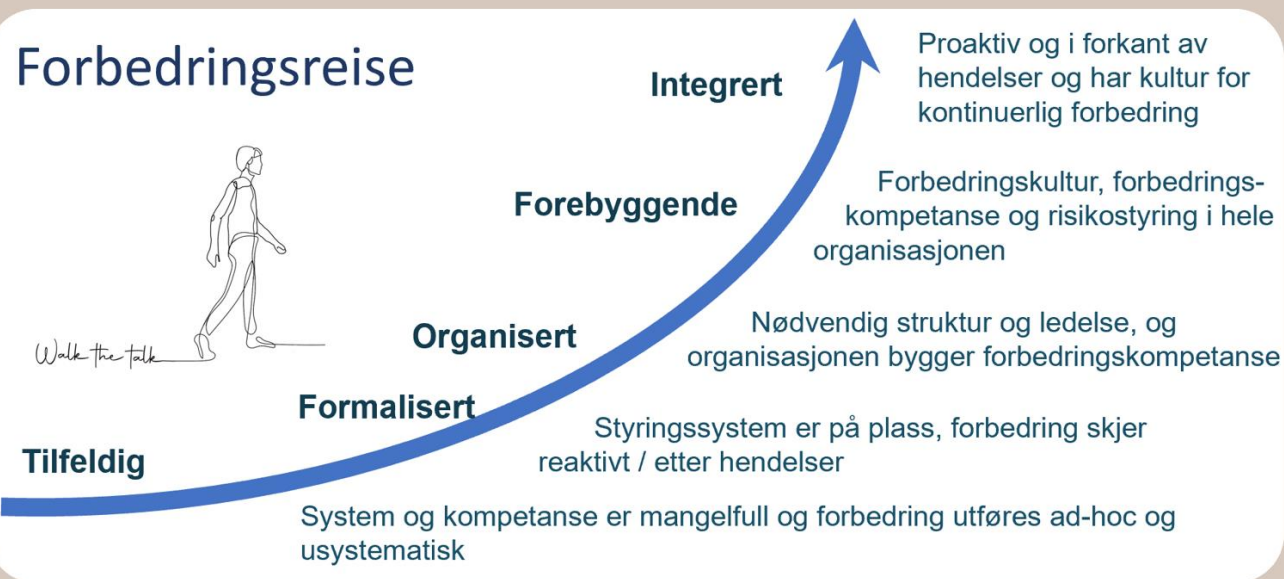 Forbedringsreise
Integrert
Proaktiv og i forkant av
hendelser og har kultur for
kontinuerlig forbedring
Forebyggende
Forbedringskultur, forbedrings-
kompetanse og risikostyring i hele
organisasjonen
Organisert
Nødvendig struktur og ledelse, og
organisasjonen bygger forbedringskompetanse
Walk the talk
Formalisert
Styringssystem er på plass, forbedring skjer
reaktivt / etter hendelser
Tilfeldig
System og kompetanse er mangelfull og forbedring utføres ad-hoc og
usystematisk